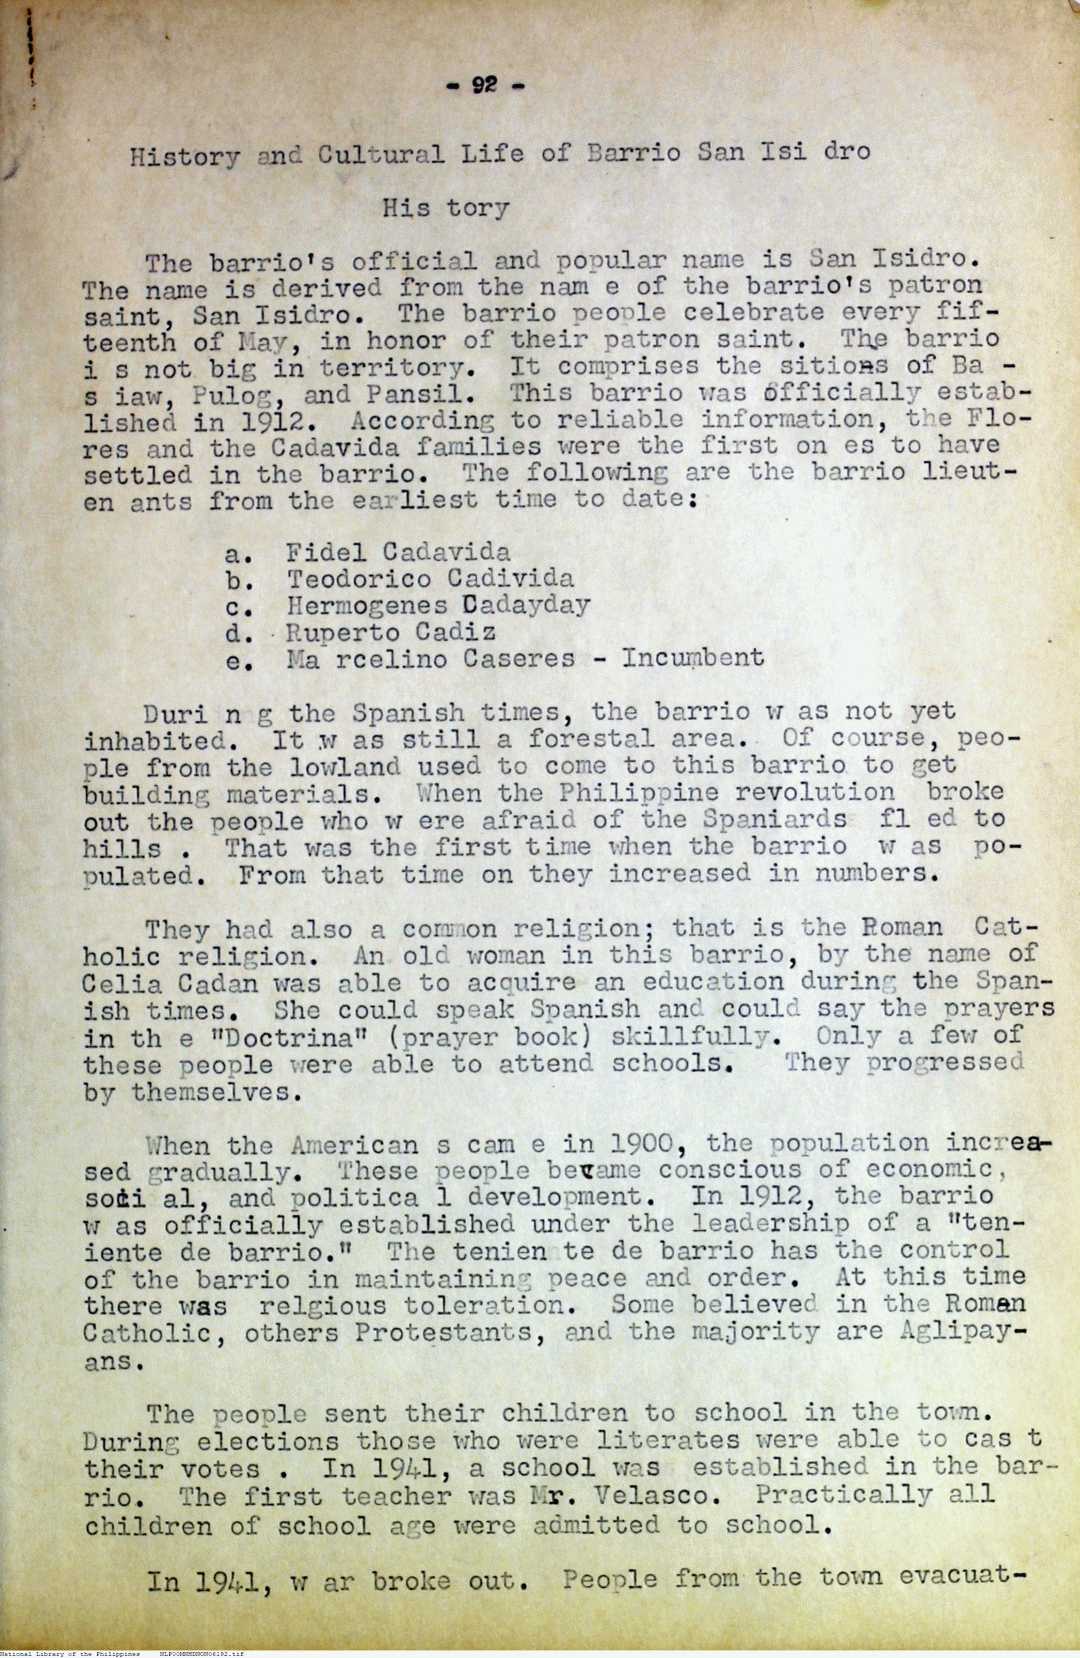 - 92 -
History and Cultural Life of Barrio San Isi dro
His tory
The barrio's official and popular name is San Isidro.
The name is derived from the nam e of the barrio's patron
saint, San Isidro.  The barrio people celebrate every fif-
teenth of May, in honor of their patron saint.  The barrio
i s not big in territory.  It comprises the sitions of Ba -
s iaw, Pulog, and Pansil.  This barrio was officially estab-
lished in 1912.  According to reliable information, the Flo-
res and the Cadavida families were the first on es to have
settled in the barrio.  The following are the barrio lieut-
en ants from the earliest time to date:
a.  Fidel Cadavida
b.  Teodorico Cadivida
c.  Hermogenes Cadayday
d.  Ruperto Cadiz
e.  Ma rcelino Caseres - Incumbent
Duri n g the Spanish times, the barrio w as not yet
inhabited.  It w as still a forestal area.  Of course, peo-
ple from the lowland used to come to this barrio to get
building materials.  When the Philippine revolution  broke
out the people who w ere afraid of the Spaniards  fl ed to
hills .  That was the first time when the barrio  w as  po-
pulated.  From that time on they increased in numbers.
They had also a common religion; that is the Roman  Cat-
holic religion.  An old woman in this barrio, by the name of
Celia Cadan was able to acquire an education during the Span-
ish times.  She could speak Spanish and could say the prayers
in th e "Doctrina" (prayer book) skillfully.  Only a few of
these people were able to attend schools.   They progressed
by themselves.
When the American s cam e in 1900, the population increa-
sed gradually.  These people became conscious of economic,
soci al, and politica l development.  In 1912, the barrio
w as officially established under the leadership of a "ten-
iente de barrio."  The tenien te de barrio has the control
of the barrio in maintaining peace and order.  At this time
there was  relgious toleration.  Some believed in the Roman
Catholic, others Protestants, and the majority are Aglipay-
ans.
The people sent their children to school in the town.
During elections those who were literates were able to cas t
their votes .  In 1941, a school was  established in the bar-
rio.  The first teacher was Mr. Velasco.  Practically all
children of school age were admitted to school.
In 1941, w ar broke out.  People from the town evacuat-
National Library of the Philippines